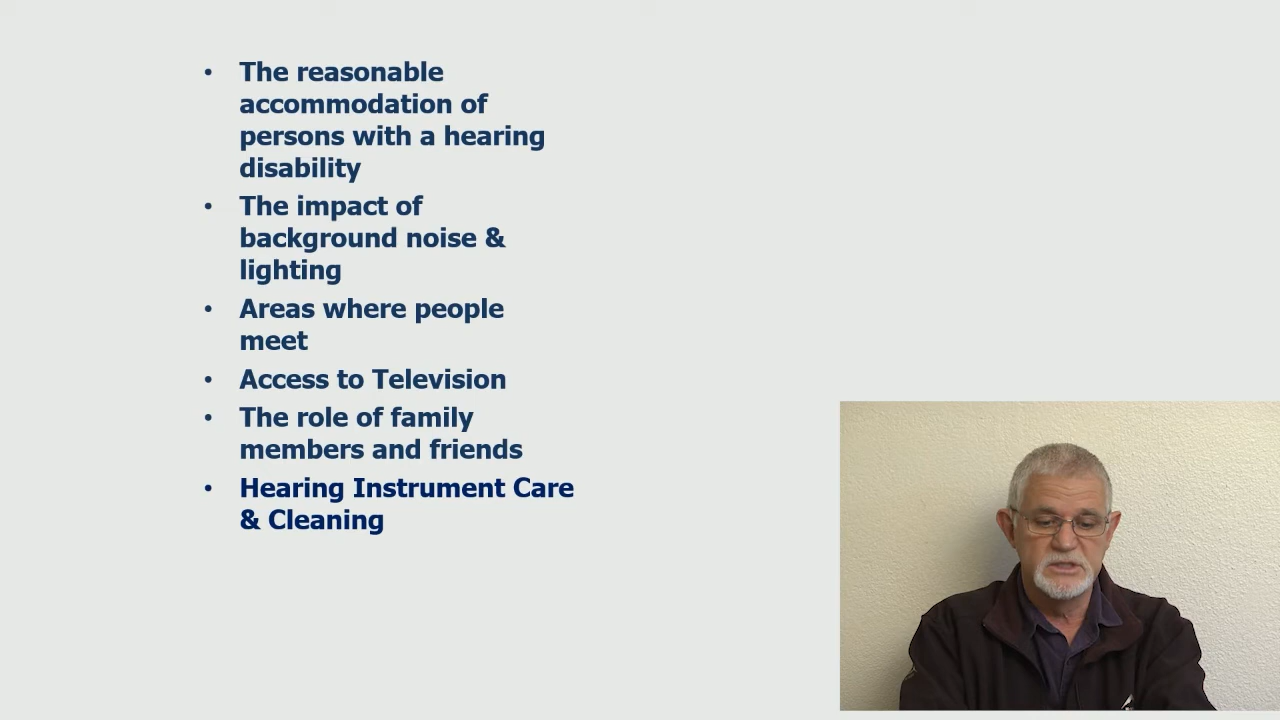 • The reasonable
accommodation of
persons with a hearing
disability
• The impact of
background noise &
lighting
• Areas where people
meet
• Access to Television
• The role of family
members and friends
• Hearing Instrument Care
& Cleaning